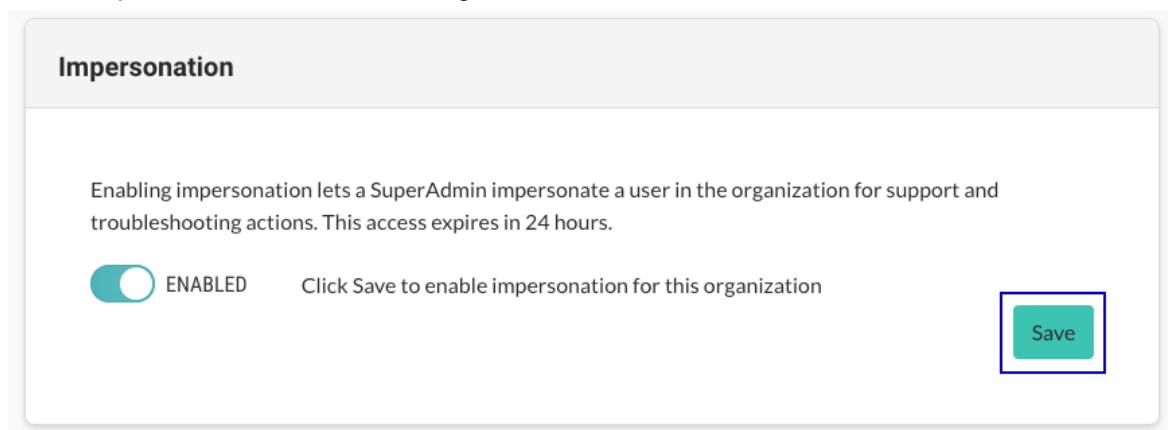 Impersonation
Enabling impersonation lets a SuperAdmin impersonate a user in the organization for support and
troubleshooting actions. This access expires in 24 hours.
ENABLED Click Save to enable impersonation for this organization
Save